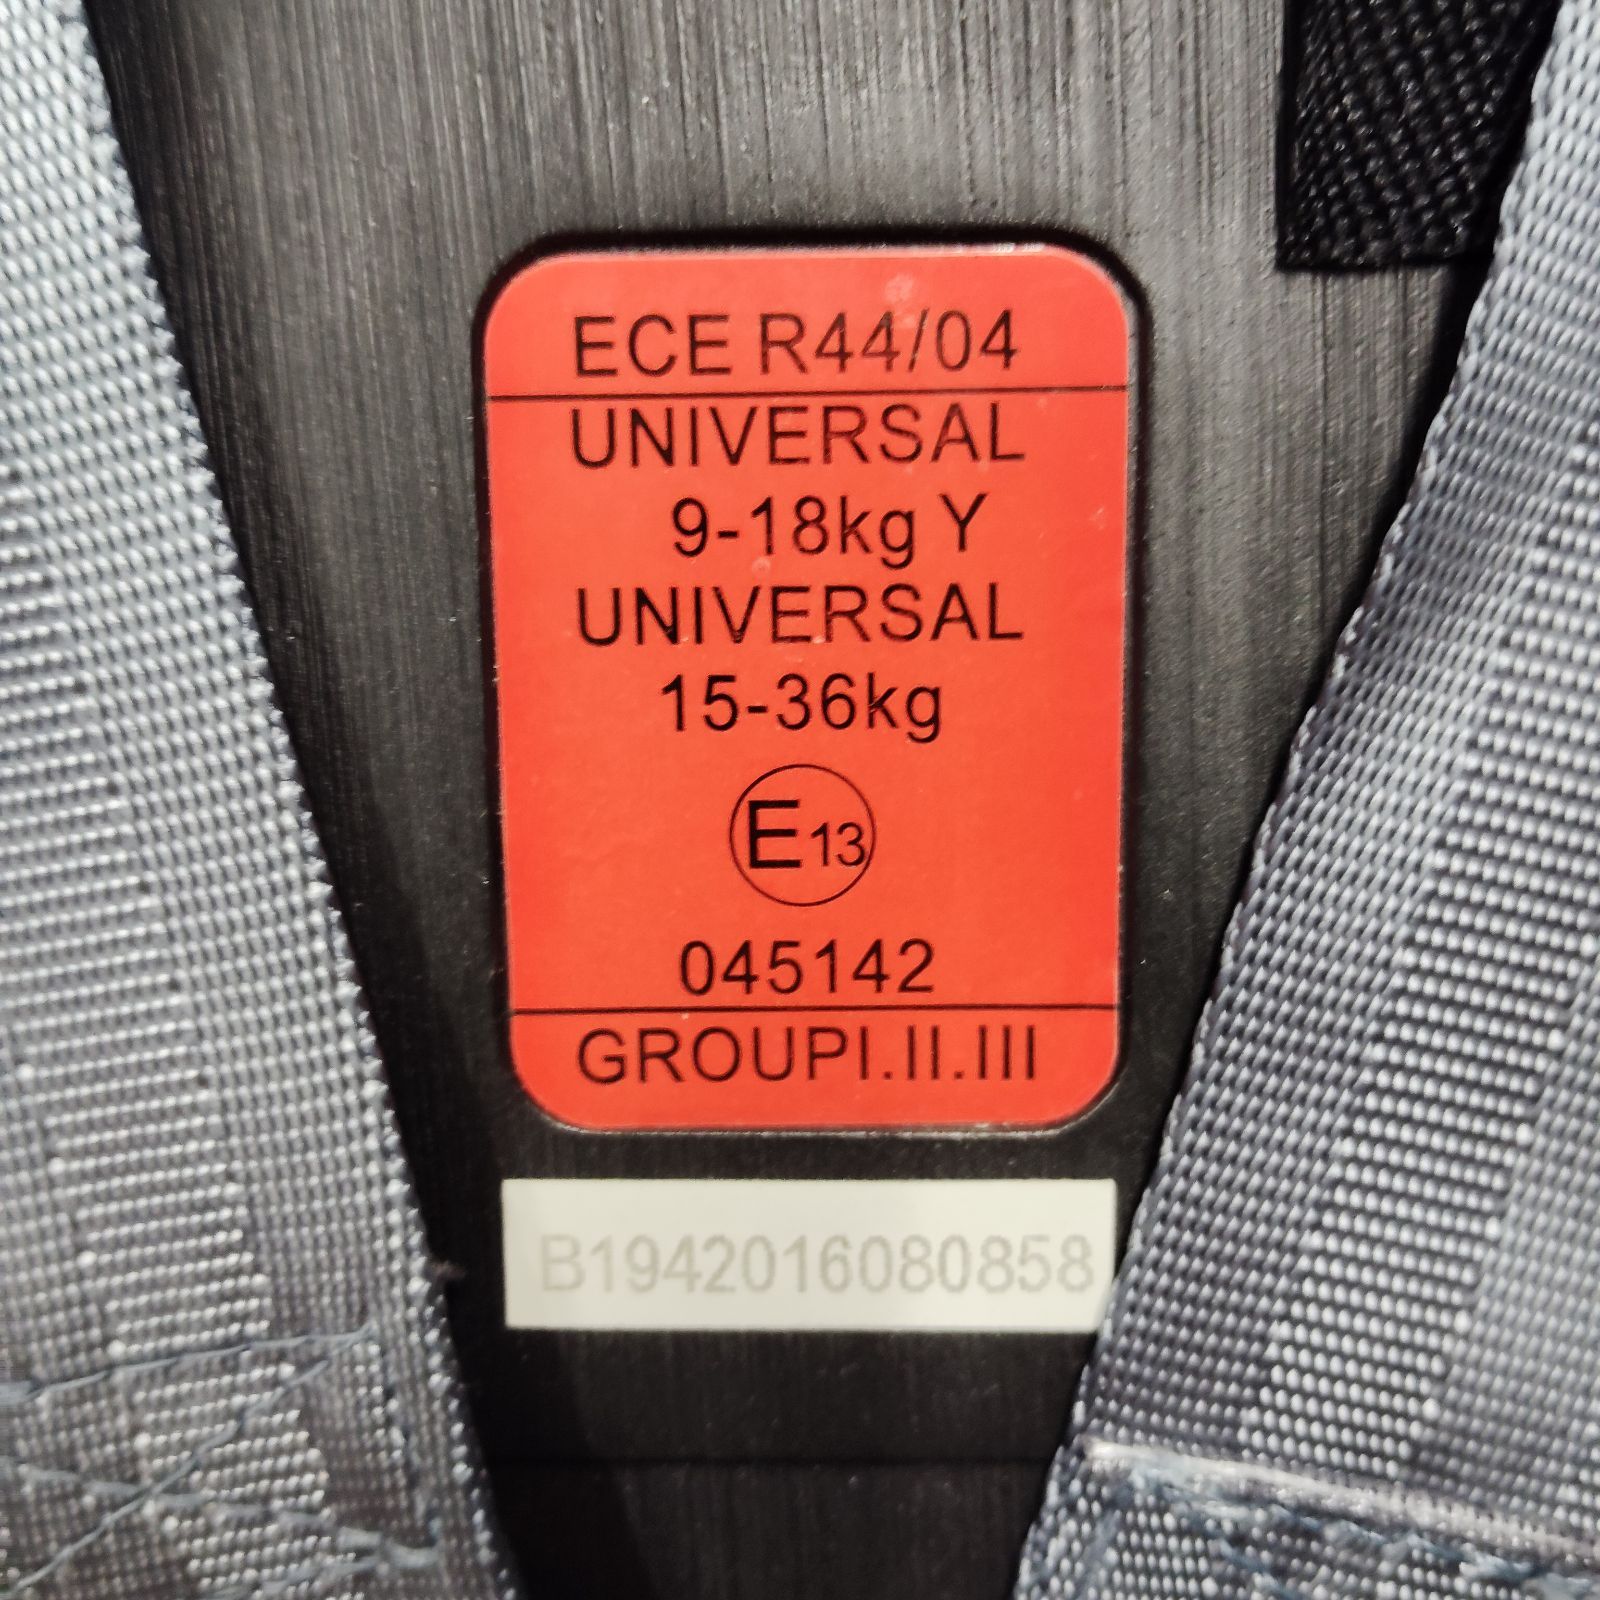 ECE R44/04
UNIVERSAL
9-18kg Y
UNIVERSAL
15-36kg
E13
045142
GROUPI.II.III
B1942016080858